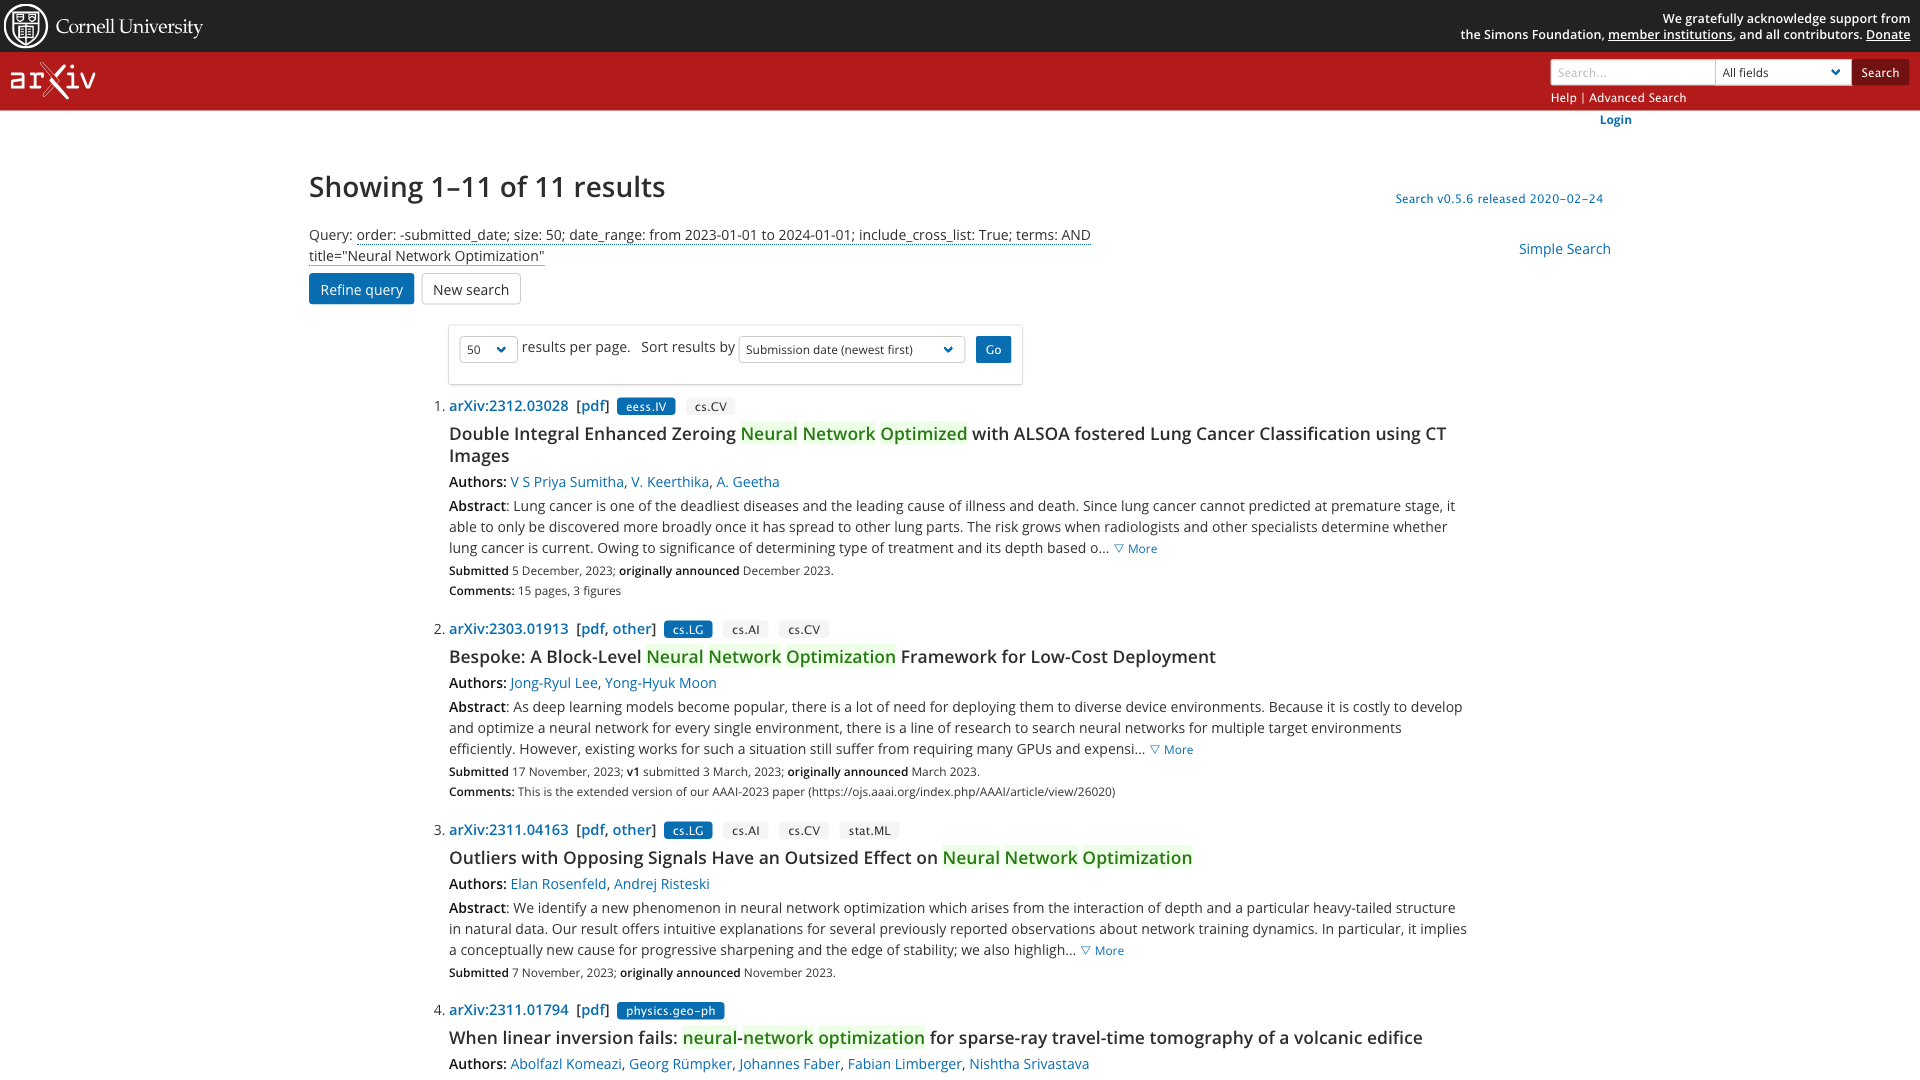 Cornell University
We gratefully acknowledge support from
the Simons Foundation, member institutions, and all contributors. Donate
arXiv
Search...
All fields
Search
Help | Advanced Search
Login
Showing 1–11 of 11 results
Search v0.5.6 released 2020-02-24
Query: order: -submitted_date; size: 50; date_range: from 2023-01-01 to 2024-01-01; include_cross_list: True; terms: AND
title="Neural Network Optimization"
Simple Search
Refine query
New search
50 results per page. Sort results by Submission date (newest first) Go
1. arXiv:2312.03028 [pdf] eess.IV cs.CV
Double Integral Enhanced Zeroing Neural Network Optimized with ALSOA fostered Lung Cancer Classification using CT
Images
Authors: V S Priya Sumitha, V. Keerthika, A. Geetha
Abstract: Lung cancer is one of the deadliest diseases and the leading cause of illness and death. Since lung cancer cannot predicted at premature stage, it
able to only be discovered more broadly once it has spread to other lung parts. The risk grows when radiologists and other specialists determine whether
lung cancer is current. Owing to significance of determining type of treatment and its depth based o... ▽ More
Submitted 5 December, 2023; originally announced December 2023.
Comments: 15 pages, 3 figures
2. arXiv:2303.01913 [pdf, other] cs.LG cs.AI cs.CV
Bespoke: A Block-Level Neural Network Optimization Framework for Low-Cost Deployment
Authors: Jong-Ryul Lee, Yong-Hyuk Moon
Abstract: As deep learning models become popular, there is a lot of need for deploying them to diverse device environments. Because it is costly to develop
and optimize a neural network for every single environment, there is a line of research to search neural networks for multiple target environments
efficiently. However, existing works for such a situation still suffer from requiring many GPUs and expensi... ▽ More
Submitted 17 November, 2023; v1 submitted 3 March, 2023; originally announced March 2023.
Comments: This is the extended version of our AAAI-2023 paper (https://ojs.aaai.org/index.php/AAAI/article/view/26020)
3. arXiv:2311.04163 [pdf, other] cs.LG cs.AI cs.CV stat.ML
Outliers with Opposing Signals Have an Outsized Effect on Neural Network Optimization
Authors: Elan Rosenfeld, Andrej Risteski
Abstract: We identify a new phenomenon in neural network optimization which arises from the interaction of depth and a particular heavy-tailed structure
in natural data. Our result offers intuitive explanations for several previously reported observations about network training dynamics. In particular, it implies
a conceptually new cause for progressive sharpening and the edge of stability; we also highligh... ▽ More
Submitted 7 November, 2023; originally announced November 2023.
4. arXiv:2311.01794 [pdf] physics.geo-ph
When linear inversion fails: neural-network optimization for sparse-ray travel-time tomography of a volcanic edifice
Authors: Abolfazl Komeazi, Georg Rümpker, Johannes Faber, Fabian Limberger, Nishtha Srivastava